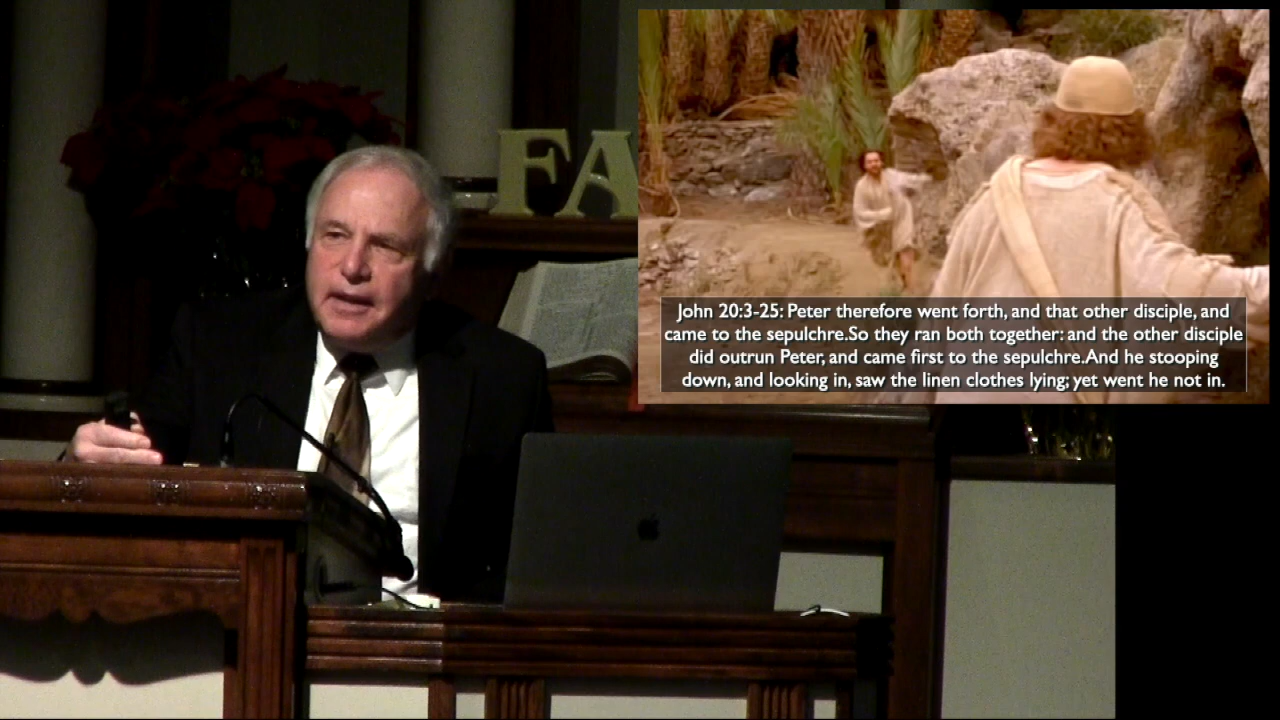 FA
John 20:3-25: Peter therefore went forth, and that other disciple, and
came to the sepulchre.So they ran both together: and the other disciple
did outrun Peter, and came first to the sepulchre.And he stooping
down, and looking in, saw the linen clothes lying; yet went he not in.